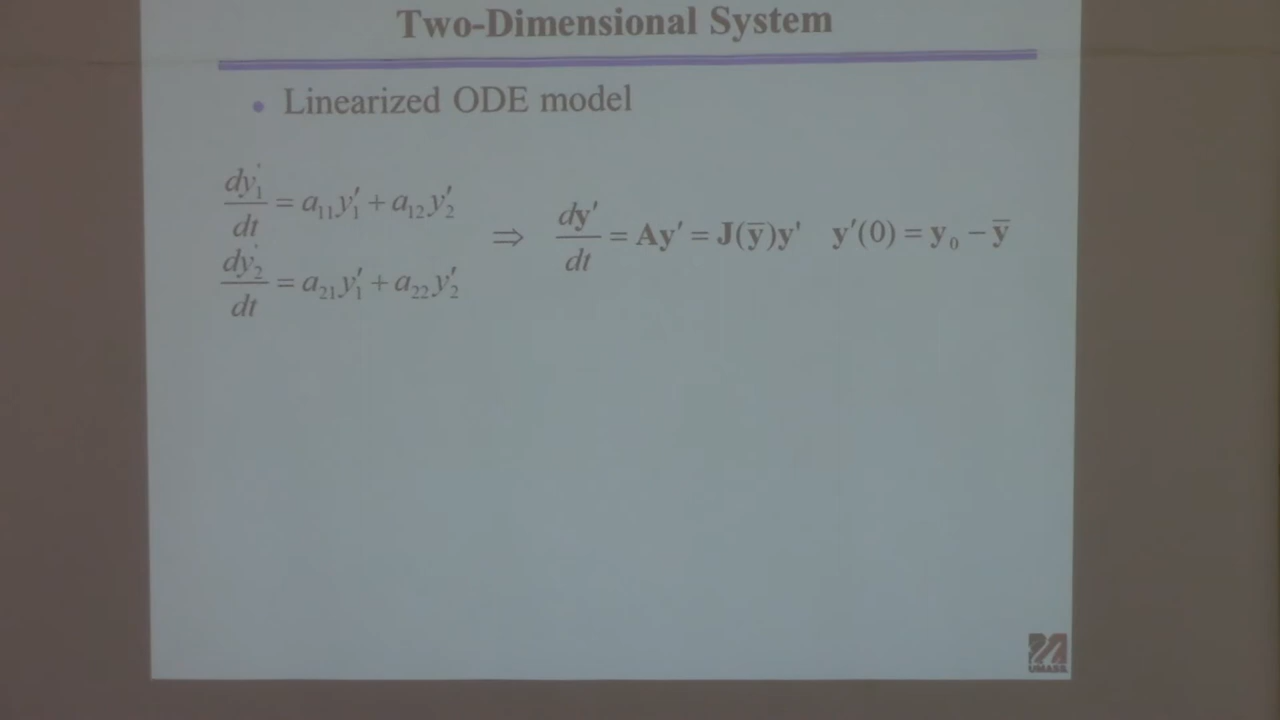 Two-Dimensional System
• Linearized ODE model
dy'₁/dt = a₁₁y'₁ + a₁₂y'₂
dy'₂/dt = a₂₁y'₁ + a₂₂y'₂
⇒ dy'/dt = Ay' = J(ȳ)y' y'(0) = y₀ − ȳ
UMASS